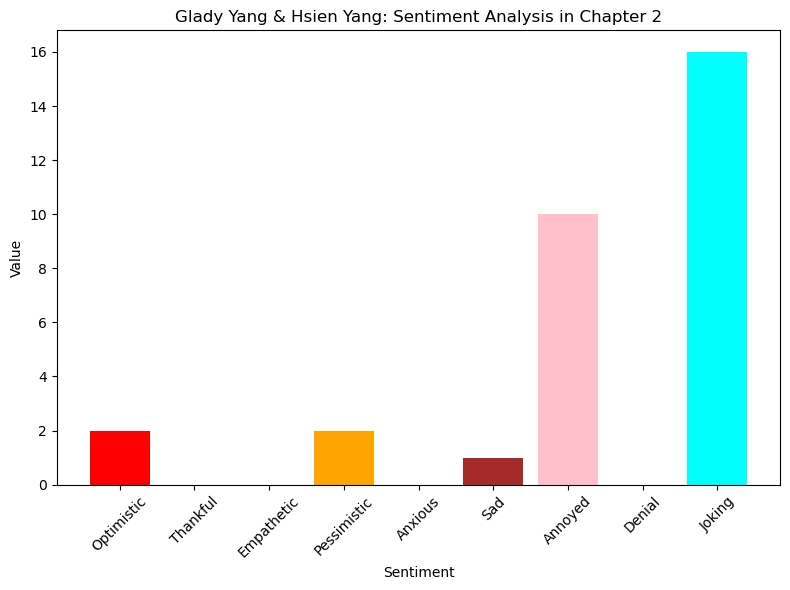 Glady Yang & Hsien Yang: Sentiment Analysis in Chapter 2
16
14
12
10
8
6
4
2
0
Value
Optimistic
Thankful
Empathetic
Pessimistic
Anxious
Sad
Annoyed
Denial
Joking
Sentiment